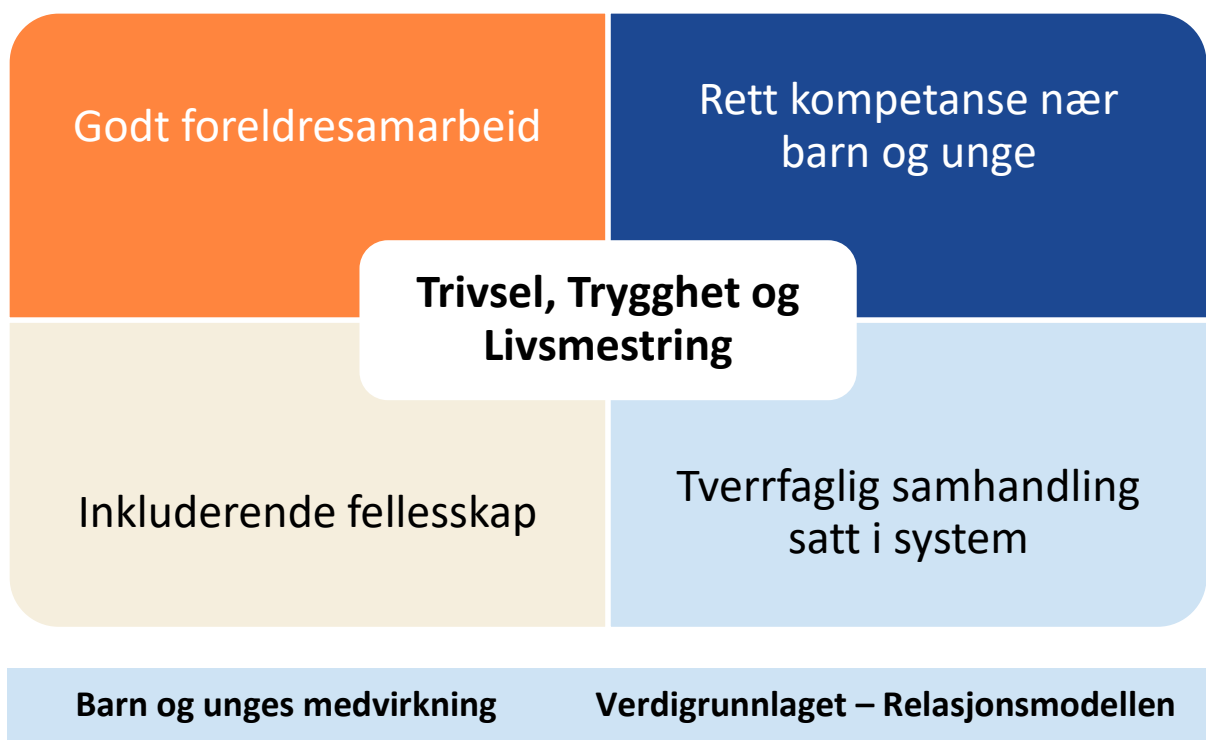 Godt foreldresamarbeid
Rett kompetanse nær
barn og unge
Trivsel, Trygghet og
Livsmestring
Inkluderende fellesskap
Tverrfaglig samhandling
satt i system
Barn og unges medvirkning
Verdigrunnlaget – Relasjonsmodellen